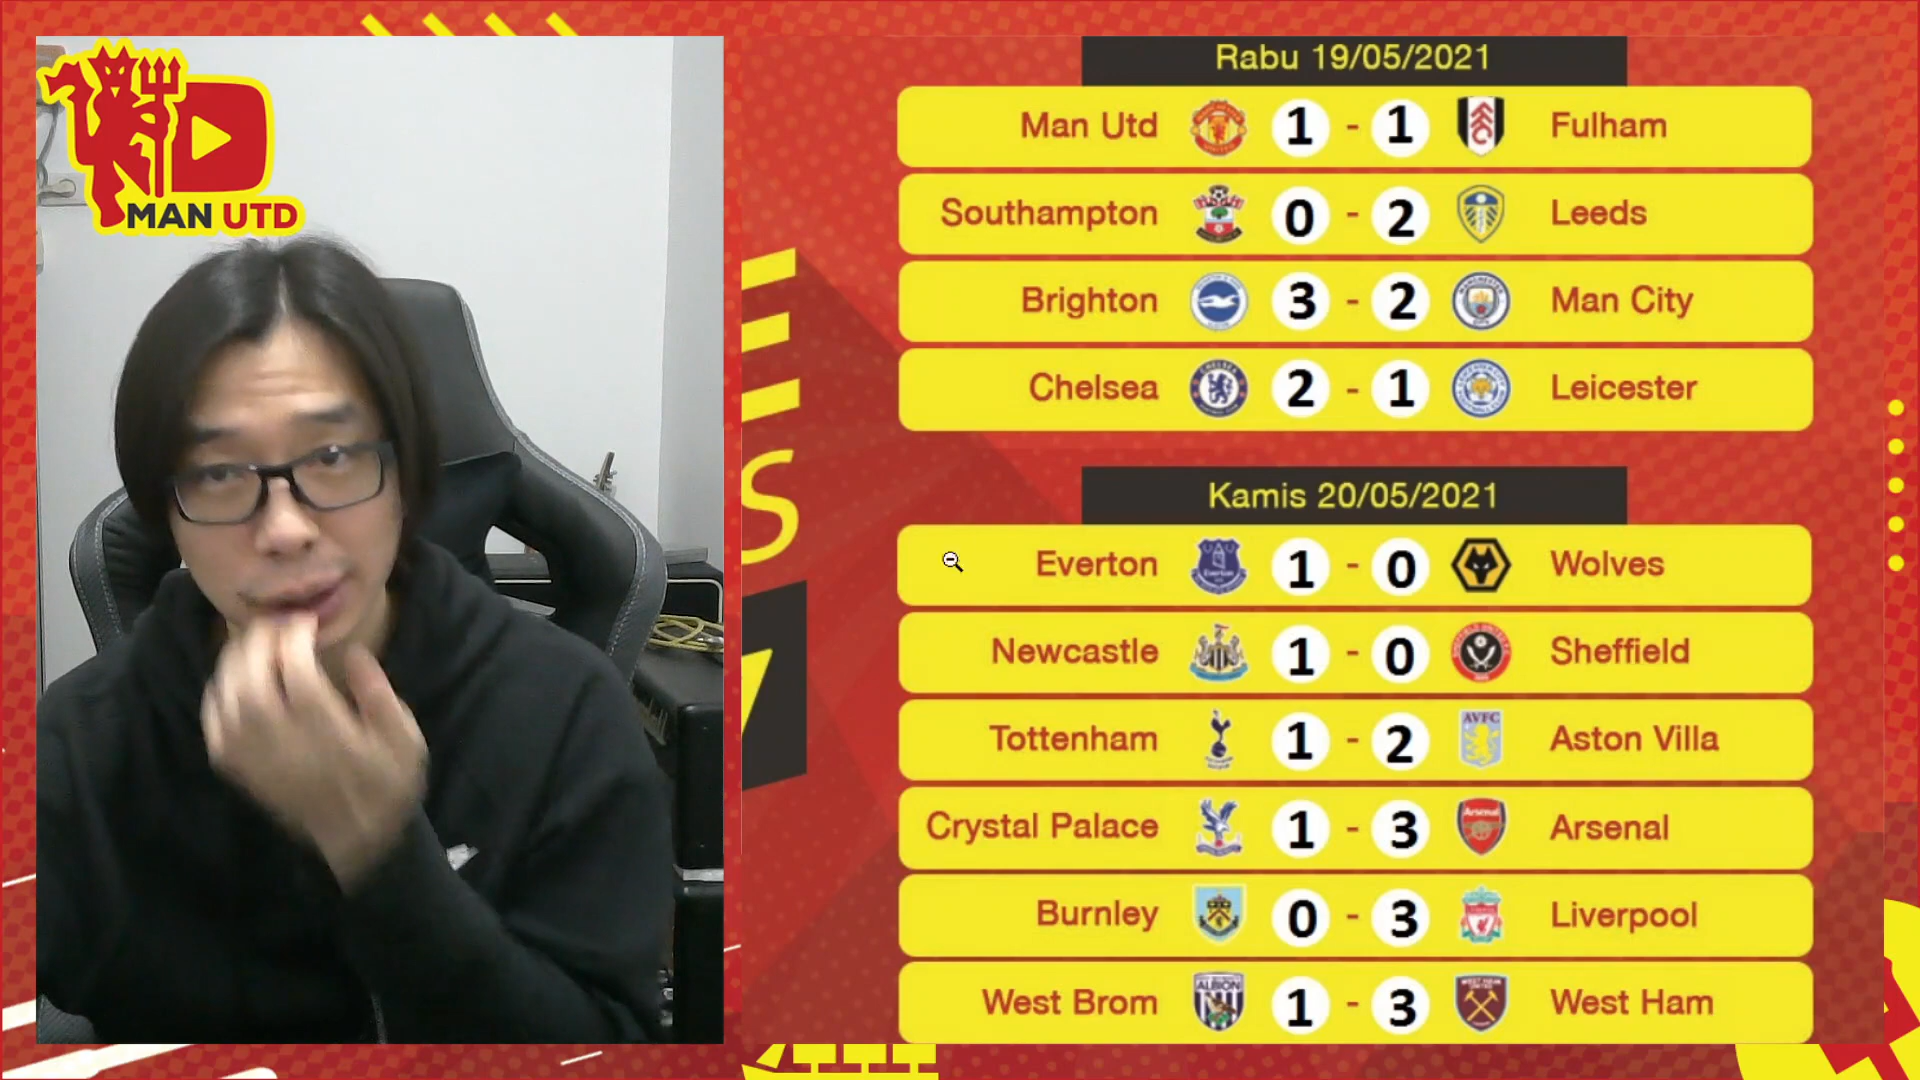 MAN UTD
Rabu 19/05/2021
Man Utd 1 - 1 Fulham
Southampton 0 - 2 Leeds
Brighton 3 - 2 Man City
Chelsea 2 - 1 Leicester
Kamis 20/05/2021
Everton 1 - 0 Wolves
Newcastle 1 - 0 Sheffield
Tottenham 1 - 2 Aston Villa
Crystal Palace 1 - 3 Arsenal
Burnley 0 - 3 Liverpool
West Brom 1 - 3 West Ham